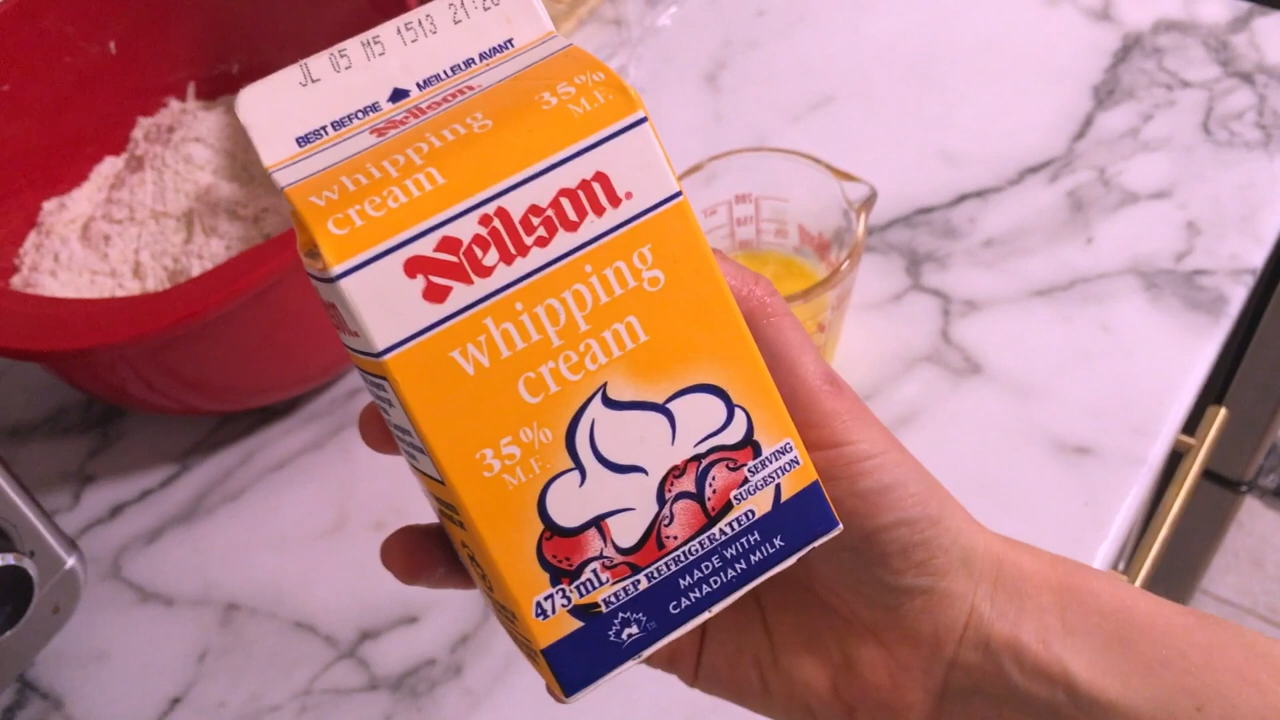 JL 05 M5 1513 21:20
BEST BEFORE MEILLEUR AVANT
Neilson.
whipping
cream
35%
M.F.
Neilson.
whipping
cream
35%
M.F.
SERVING
SUGGESTION
473 mL
KEEP REFRIGERATED
MADE WITH
CANADIAN MILK
TM